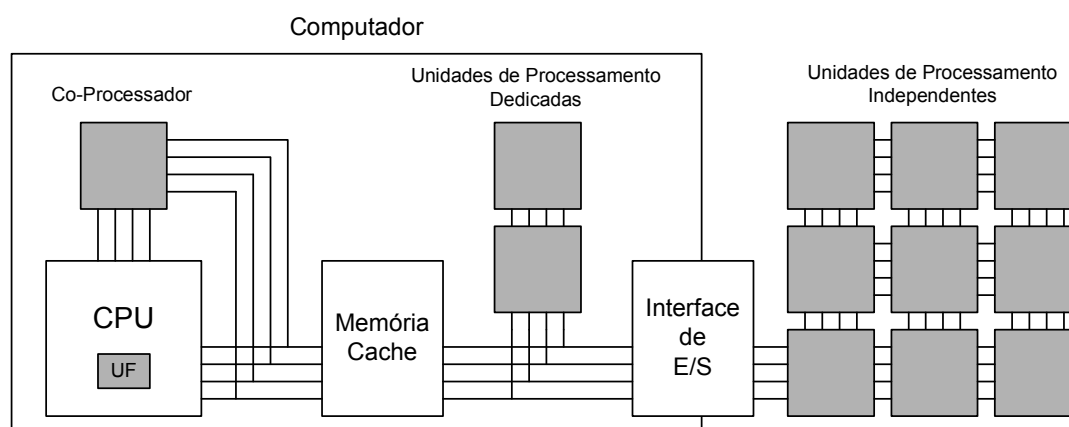 Computador
Co-Processador
Unidades de Processamento
Dedicadas
Unidades de Processamento
Independentes
CPU
UF
Memória
Cache
Interface
de
E/S